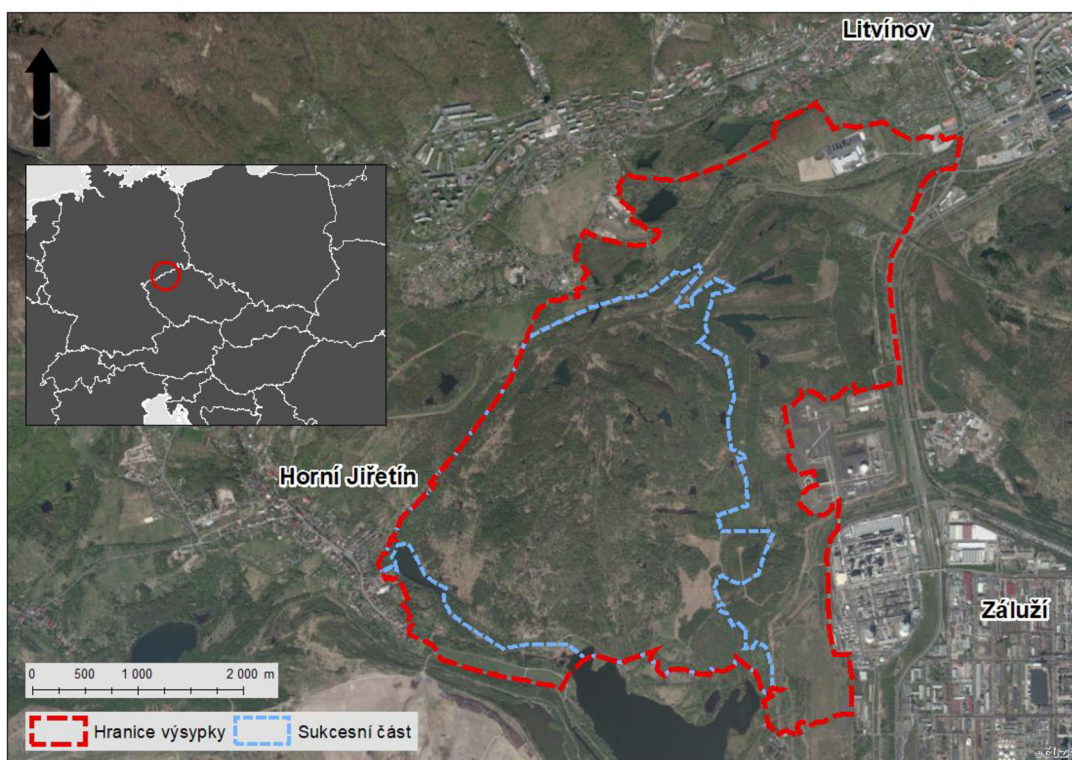 Litvínov
Horní Jiřetín
Záluží
0 500 1 000 2 000 m
Hranice výsypky Sukcesní část